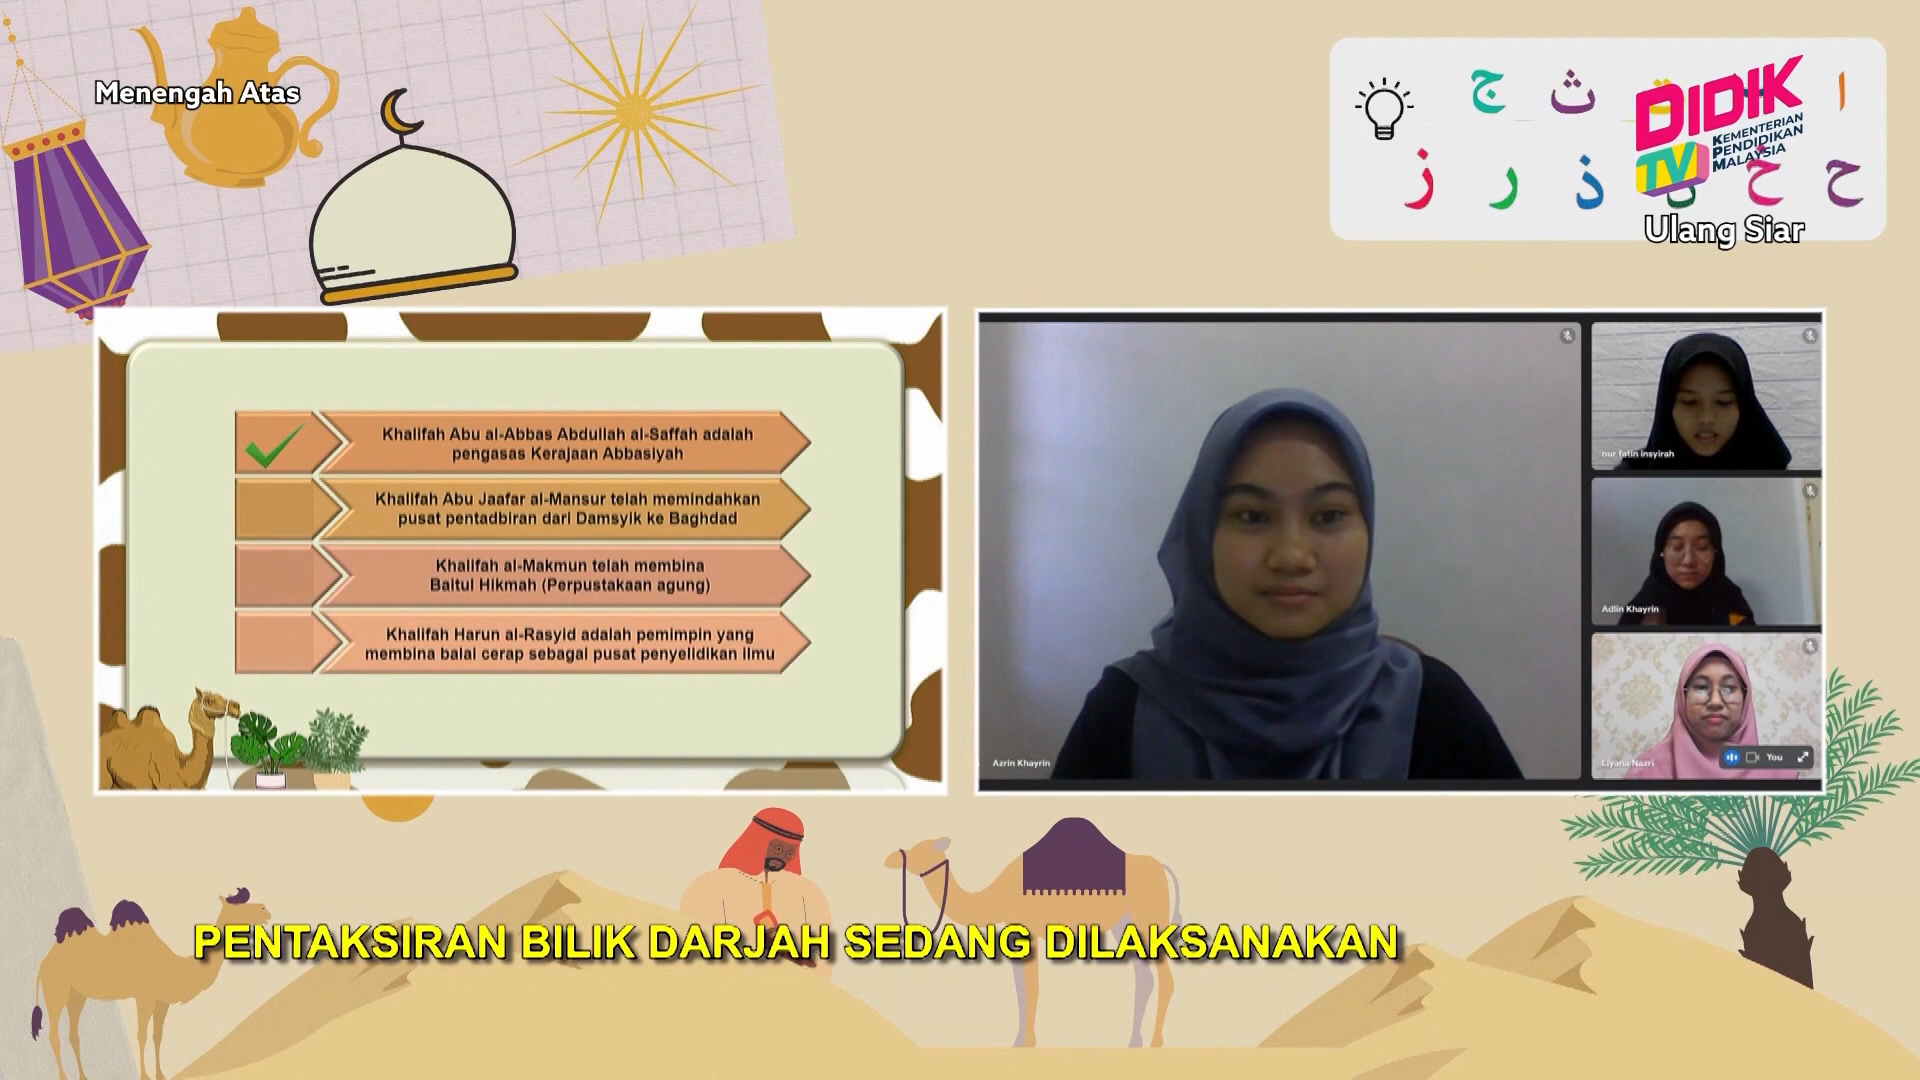 Menengah Atas
ج ث ا
DIDIK
TV
KEMENTERIAN
PENDIDIKAN
MALAYSIA
ز ر ذ خ ح
Ulang Siar
Khalifah Abu al-Abbas Abdullah al-Saffah adalah
pengasas Kerajaan Abbasiyah
Khalifah Abu Jaafar al-Mansur telah memindahkan
pusat pentadbiran dari Damsyik ke Baghdad
Khalifah al-Makmun telah membina
Baitul Hikmah (Perpustakaan agung)
Khalifah Harun al-Rasyid adalah pemimpin yang
membina balai cerap sebagai pusat penyelidikan ilmu
nur fatin insyirah
Adlin Khayrin
Azrin Khayrin
Liyana Nazri
You
PENTAKSIRAN BILIK DARJAH SEDANG DILAKSANAKAN